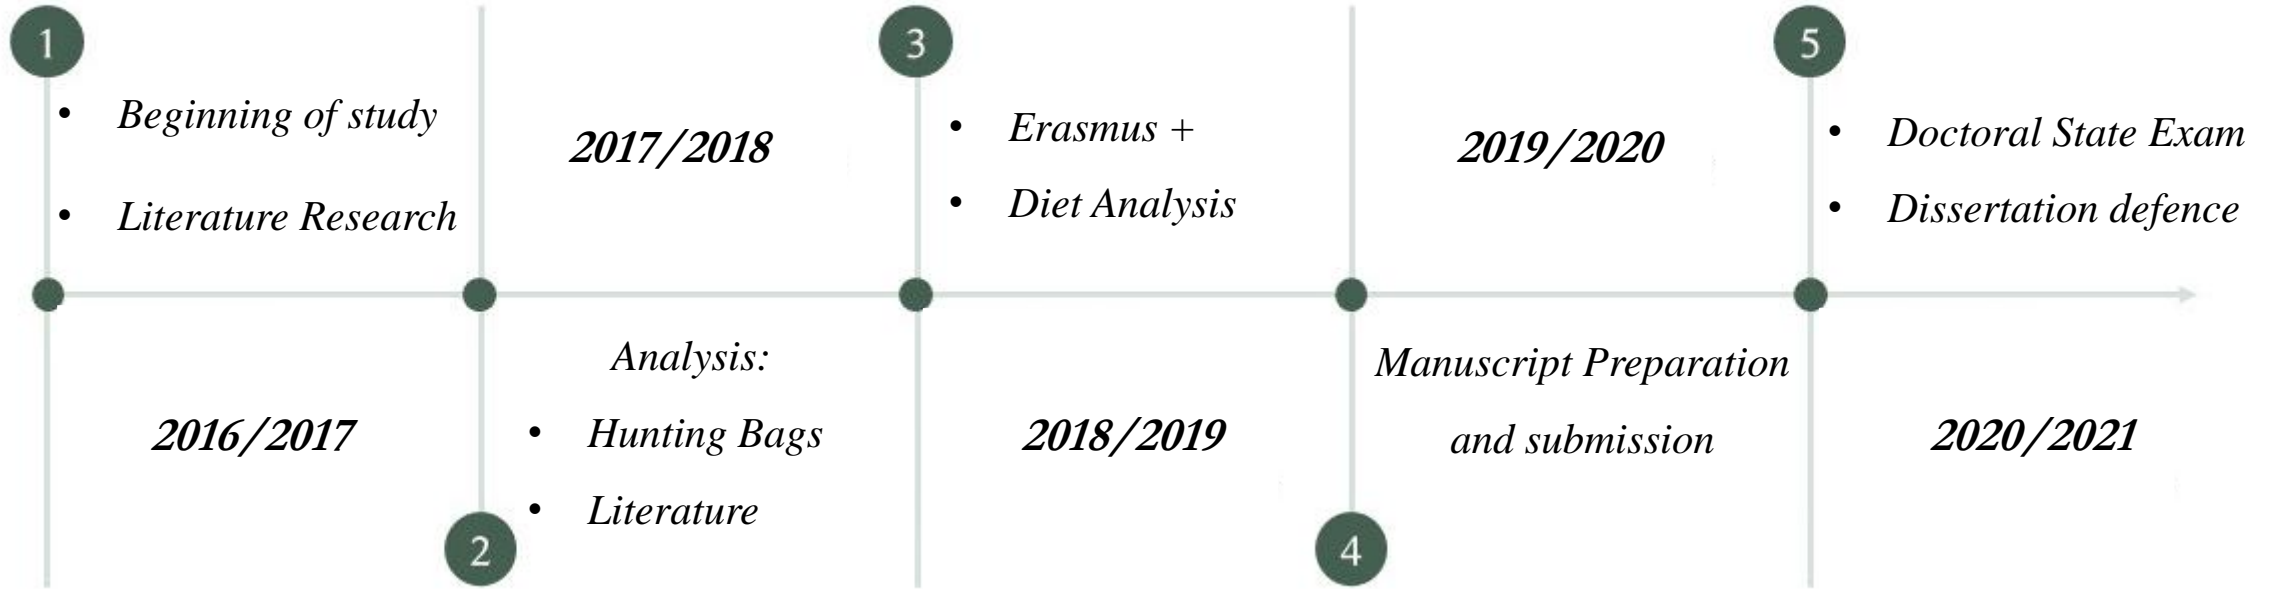 1
• Beginning of study
• Literature Research
2016/2017
2017/2018
Analysis:
• Hunting Bags
• Literature
2
3
• Erasmus +
• Diet Analysis
2018/2019
2019/2020
Manuscript Preparation
and submission
4
5
• Doctoral State Exam
• Dissertation defence
2020/2021